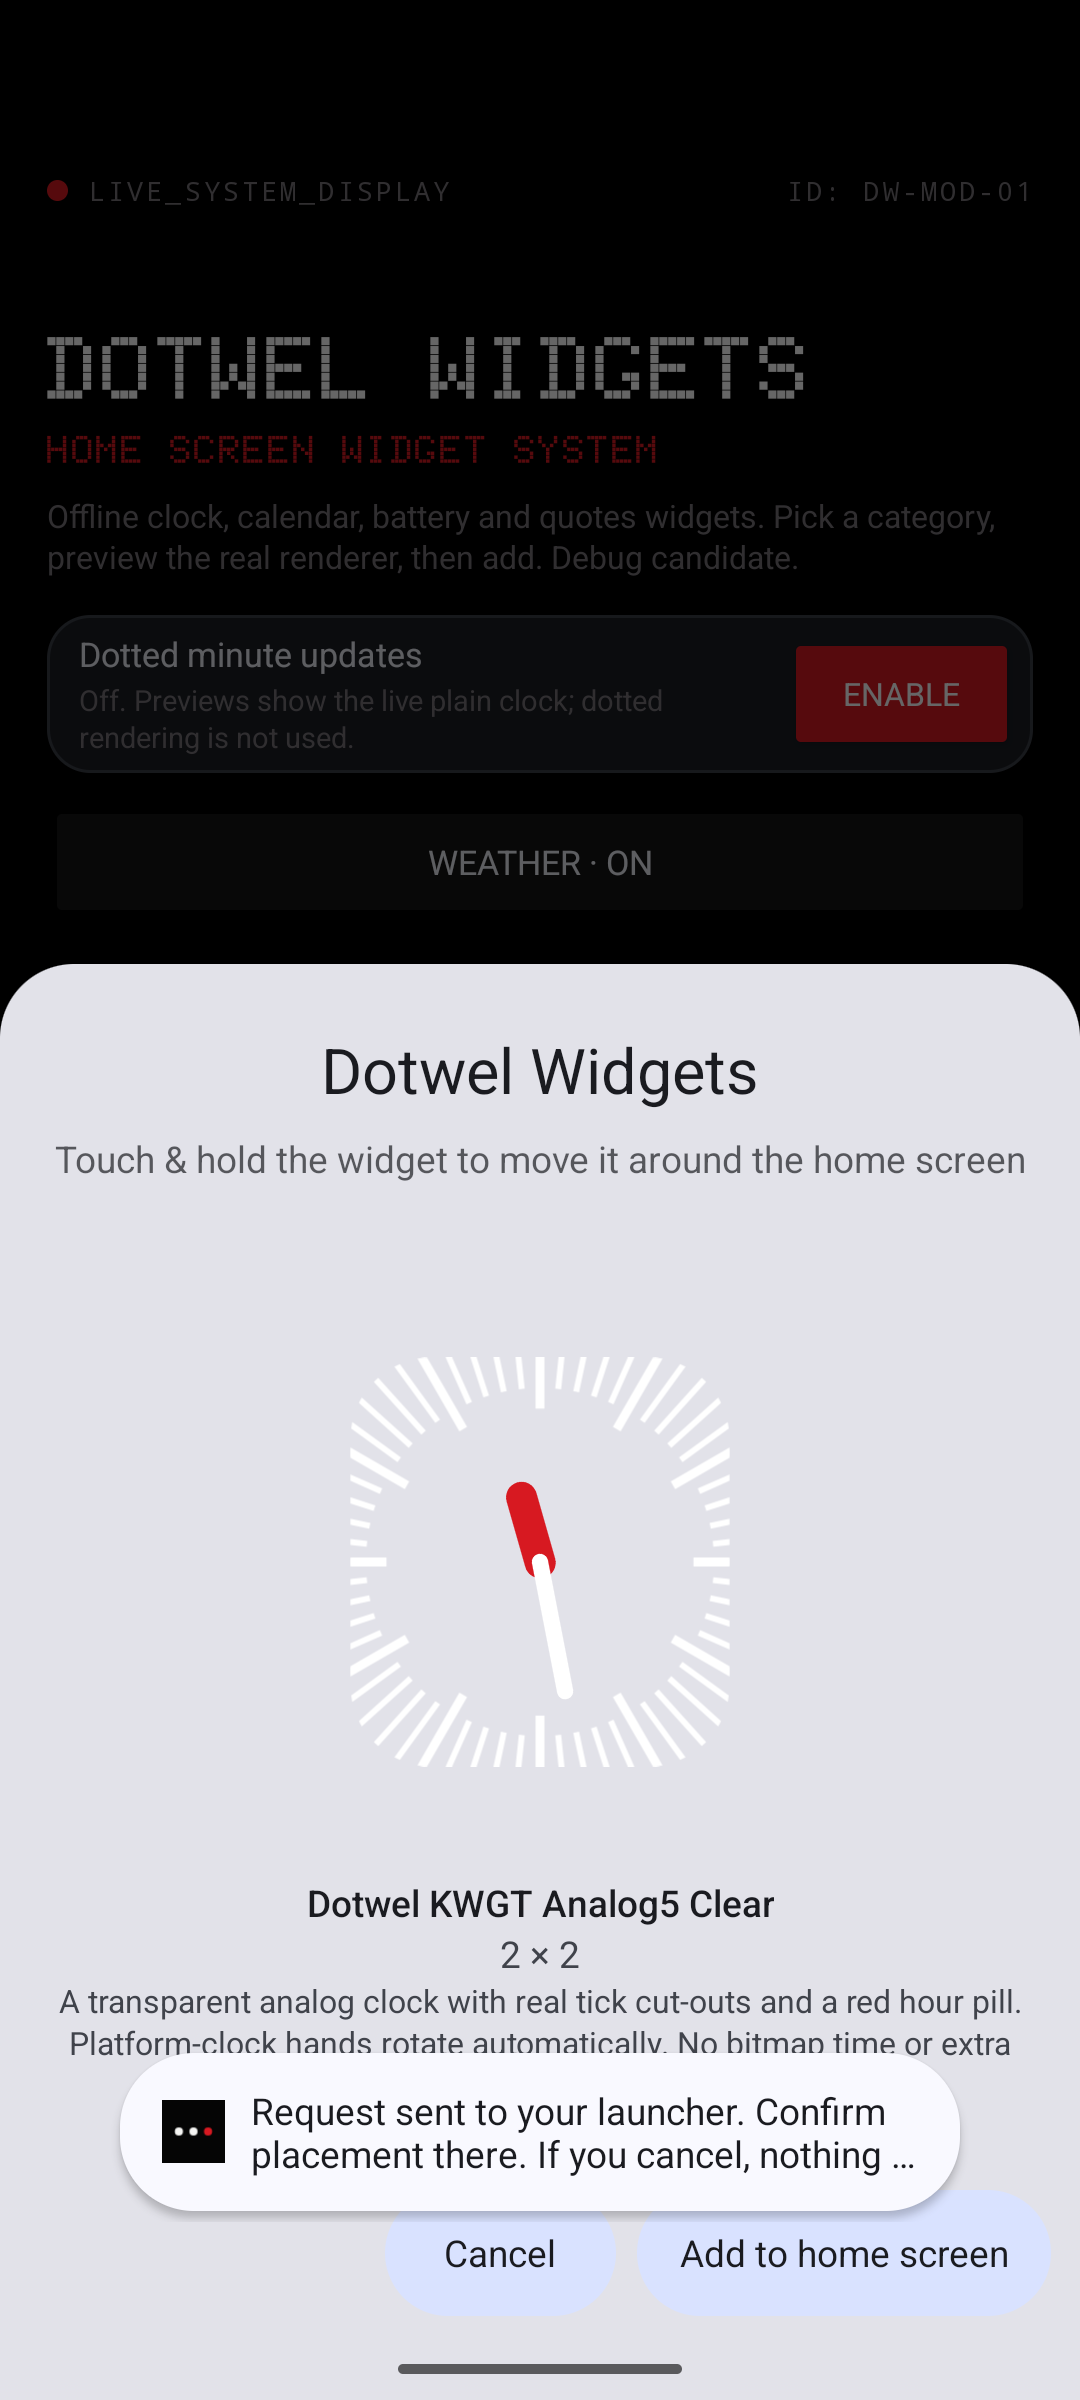 LIVE_SYSTEM_DISPLAY
ID: DW-MOD-01
DOTWEL WIDGETS
HOME SCREEN WIDGET SYSTEM
Offline clock, calendar, battery and quotes widgets. Pick a category,
preview the real renderer, then add. Debug candidate.
Dotted minute updates
Off. Previews show the live plain clock; dotted
rendering is not used.
ENABLE
WEATHER · ON
Dotwel Widgets
Touch & hold the widget to move it around the home screen
Dotwel KWGT Analog5 Clear
2 × 2
A transparent analog clock with real tick cut-outs and a red hour pill.
Platform-clock hands rotate automatically. No bitmap time or extra
Request sent to your launcher. Confirm
placement there. If you cancel, nothing ...
Cancel
Add to home screen